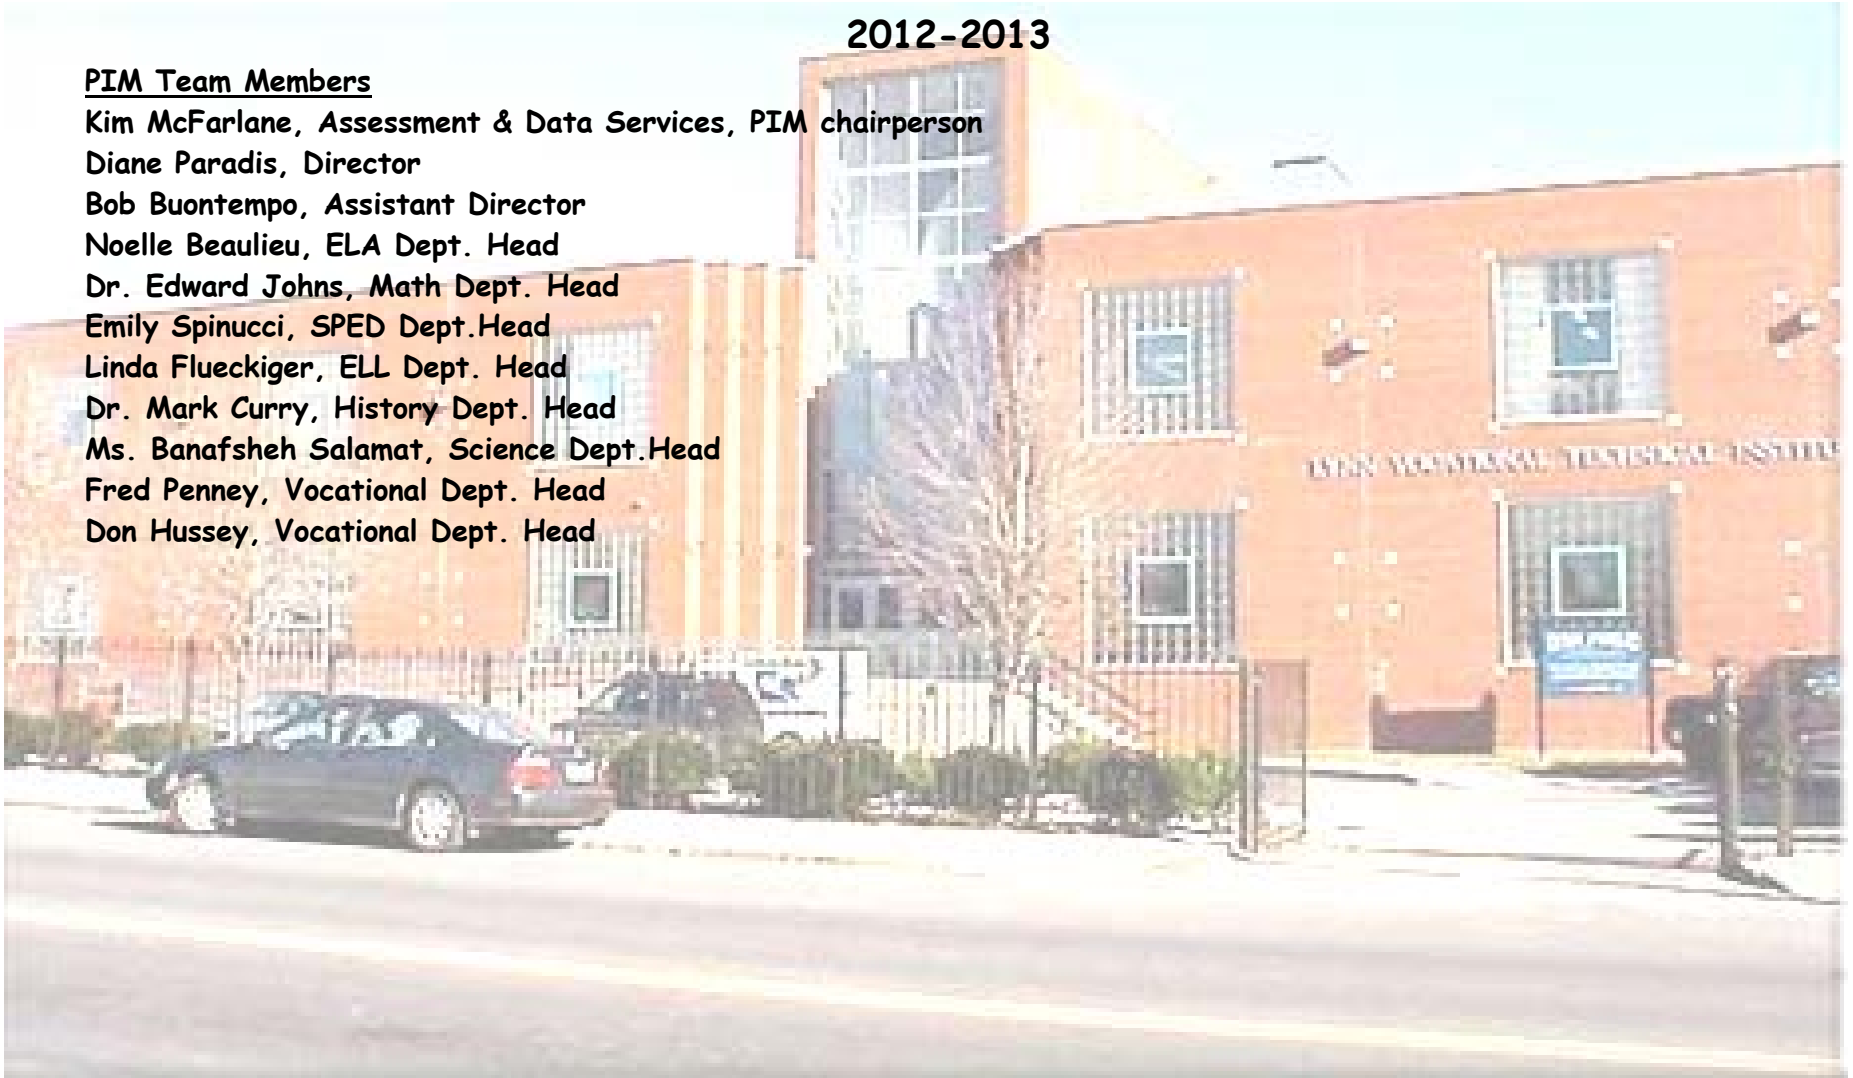 2012-2013
PIM Team Members
Kim McFarlane, Assessment & Data Services, PIM chairperson
Diane Paradis, Director
Bob Buontempo, Assistant Director
Noelle Beaulieu, ELA Dept. Head
Dr. Edward Johns, Math Dept. Head
Emily Spinucci, SPED Dept.Head
Linda Flueckiger, ELL Dept. Head
Dr. Mark Curry, History Dept. Head
Ms. Banafsheh Salamat, Science Dept.Head
Fred Penney, Vocational Dept. Head
Don Hussey, Vocational Dept. Head
VOCATIONAL TECHNICAL